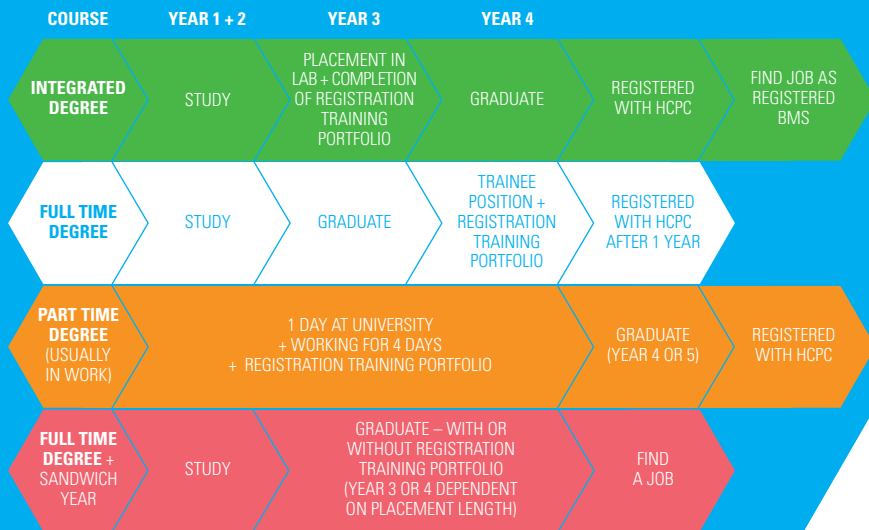 COURSE
YEAR 1 + 2
YEAR 3
YEAR 4
INTEGRATED
DEGREE
STUDY
PLACEMENT IN
LAB + COMPLETION
OF REGISTRATION
TRAINING
PORTFOLIO
GRADUATE
REGISTERED
WITH HCPC
FIND JOB AS
REGISTERED
BMS
FULL TIME
DEGREE
STUDY
GRADUATE
TRAINEE
POSITION +
REGISTRATION
TRAINING
PORTFOLIO
REGISTERED
WITH HCPC
AFTER 1 YEAR
PART TIME
DEGREE
(USUALLY
IN WORK)
1 DAY AT UNIVERSITY
+ WORKING FOR 4 DAYS
+ REGISTRATION TRAINING PORTFOLIO
GRADUATE
(YEAR 4 OR 5)
REGISTERED
WITH HCPC
FULL TIME
DEGREE +
SANDWICH
YEAR
STUDY
GRADUATE – WITH OR
WITHOUT REGISTRATION
TRAINING PORTFOLIO
(YEAR 3 OR 4 DEPENDENT
ON PLACEMENT LENGTH)
FIND
A JOB